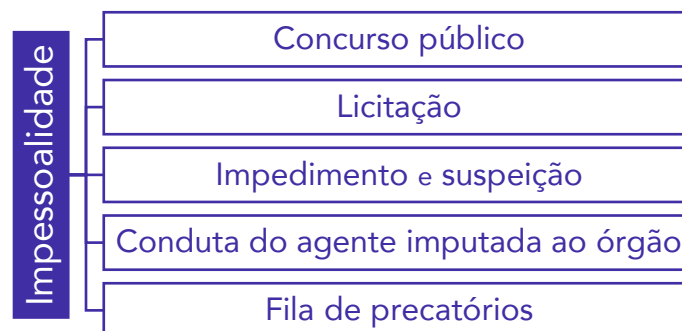 Impessoalidade
Concurso público
Licitação
Impedimento e suspeição
Conduta do agente imputada ao órgão
Fila de precatórios